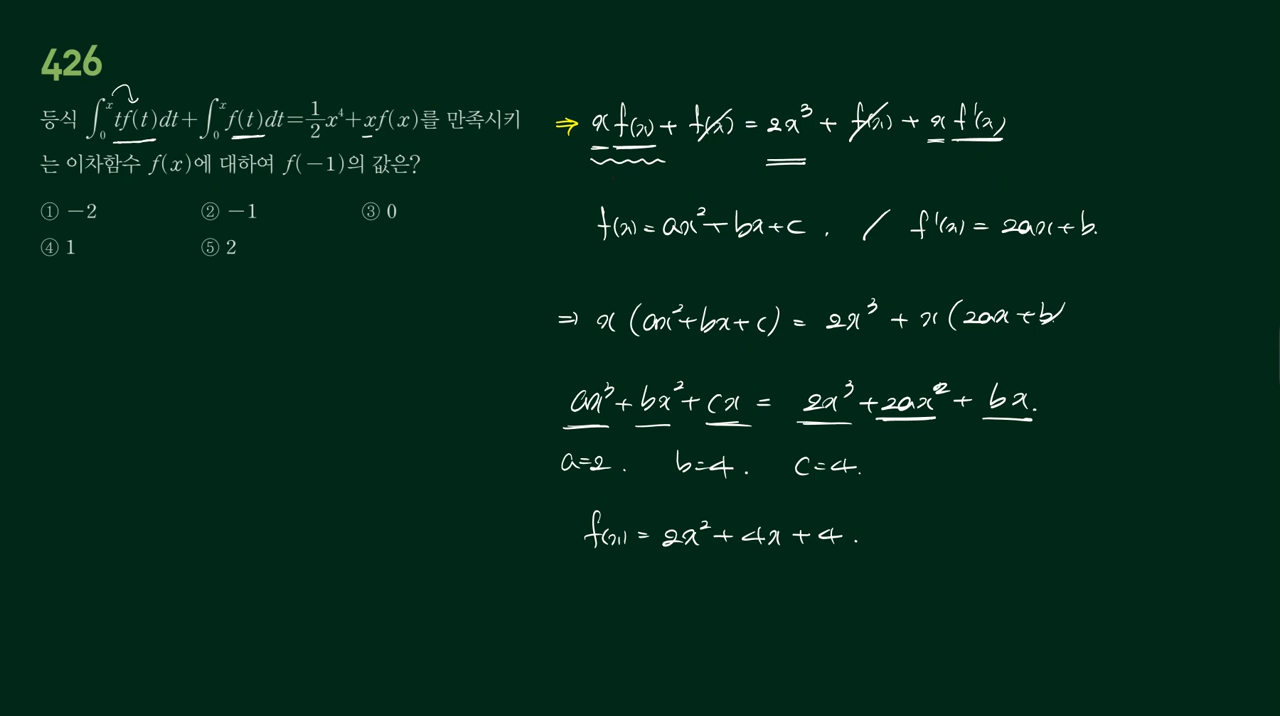 426
등식 ∫₀ˣ tf(t)dt+∫₀ˣ f(t)dt=1/2x⁴+xf(x)를 만족시키
는 이차함수 f(x)에 대하여 f(−1)의 값은?
① −2 ② −1 ③ 0
④ 1 ⑤ 2
⇒ x f(x) + f(x) = 2x³ + f(x) + x f'(x)
f(x) = ax² + bx + c . / f'(x) = 2ax + b.
⇒ x (ax² + bx + c) = 2x³ + x (2ax + b)
ax³ + bx² + cx = 2x³ + 2ax² + bx.
a=2 . b=4 . c=4.
f(x) = 2x² + 4x + 4 .